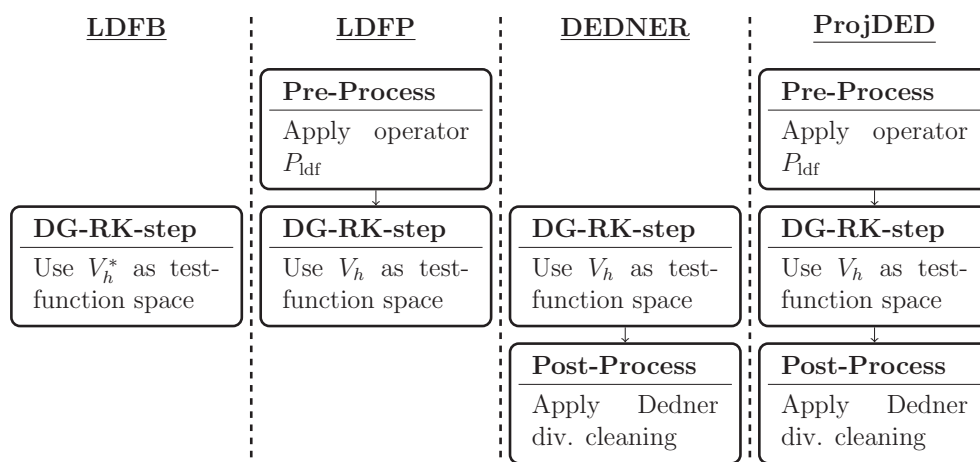 LDFB
LDFP
DEDNER
ProjDED
Pre-Process
Apply operator
P_ldf
Pre-Process
Apply operator
P_ldf
DG-RK-step
Use V_h^* as test-
function space
DG-RK-step
Use V_h as test-
function space
DG-RK-step
Use V_h as test-
function space
DG-RK-step
Use V_h as test-
function space
Post-Process
Apply Dedner
div. cleaning
Post-Process
Apply Dedner
div. cleaning